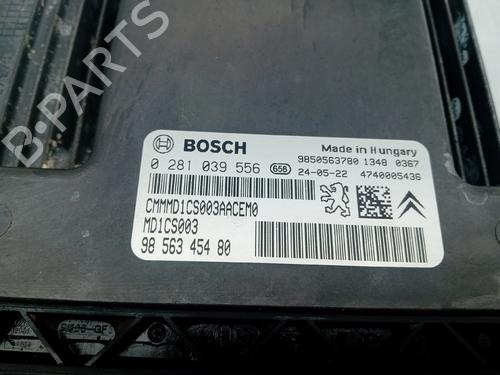 B-PARTS
BOSCH
Made in Hungary
0 281 039 556 65B
9850563780 1348 0367
24-05-22 4740005436
CMMMD1CS003AACEM0
MD1CS003
98 563 454 80